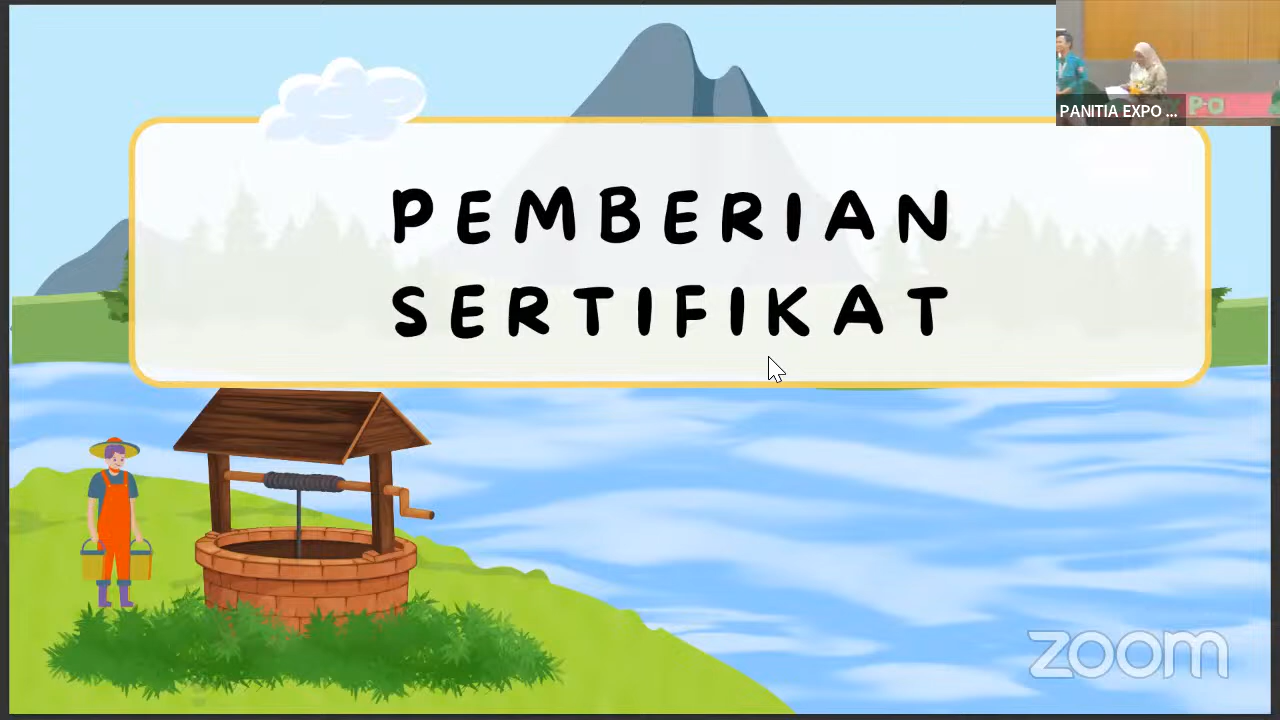 PEMBERIAN
SERTIFIKAT
PANITIA EXPO ...
zoom